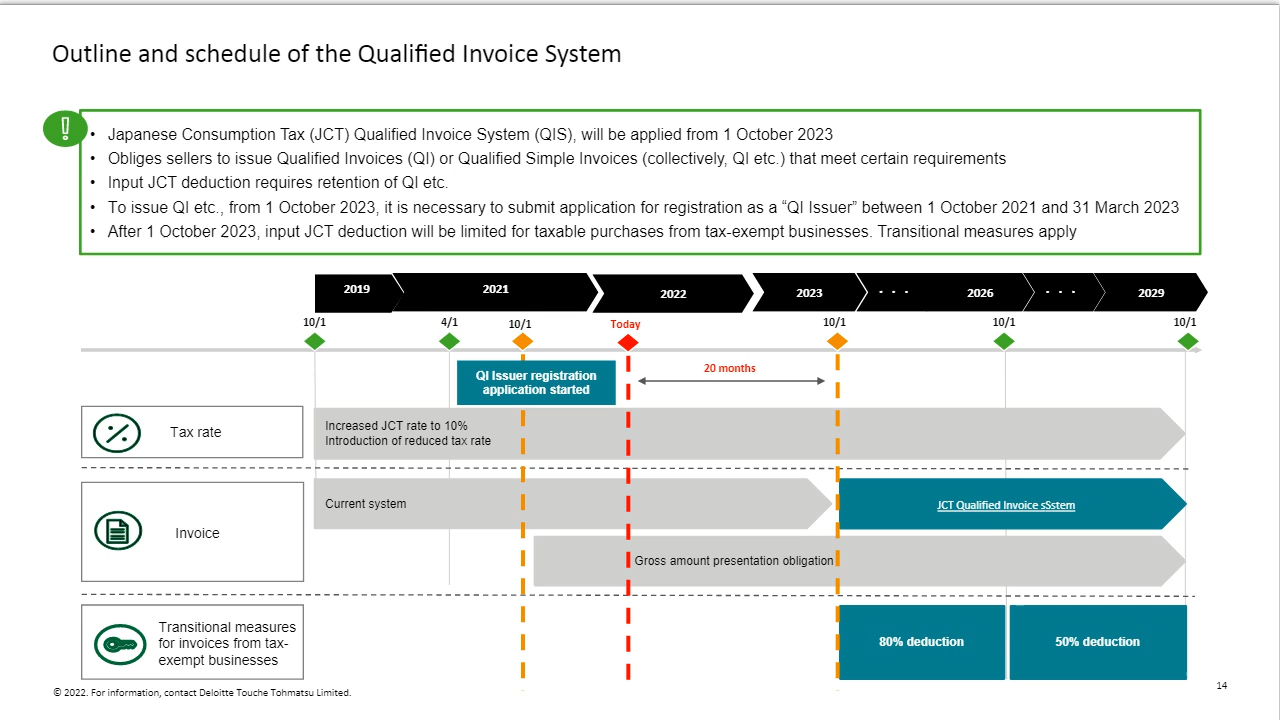 Outline and schedule of the Qualified Invoice System
• Japanese Consumption Tax (JCT) Qualified Invoice System (QIS), will be applied from 1 October 2023
• Obliges sellers to issue Qualified Invoices (QI) or Qualified Simple Invoices (collectively, QI etc.) that meet certain requirements
• Input JCT deduction requires retention of QI etc.
• To issue QI etc., from 1 October 2023, it is necessary to submit application for registration as a “QI Issuer” between 1 October 2021 and 31 March 2023
• After 1 October 2023, input JCT deduction will be limited for taxable purchases from tax-exempt businesses. Transitional measures apply
2019 2021 2022 2023 · · · 2026 · · · 2029
10/1 4/1 10/1 Today 10/1 10/1 10/1
20 months
QI Issuer registration
application started
Tax rate
Increased JCT rate to 10%
Introduction of reduced tax rate
Invoice
Current system
JCT Qualified Invoice sSstem
Gross amount presentation obligation
Transitional measures
for invoices from tax-
exempt businesses
80% deduction
50% deduction
© 2022. For information, contact Deloitte Touche Tohmatsu Limited.
14